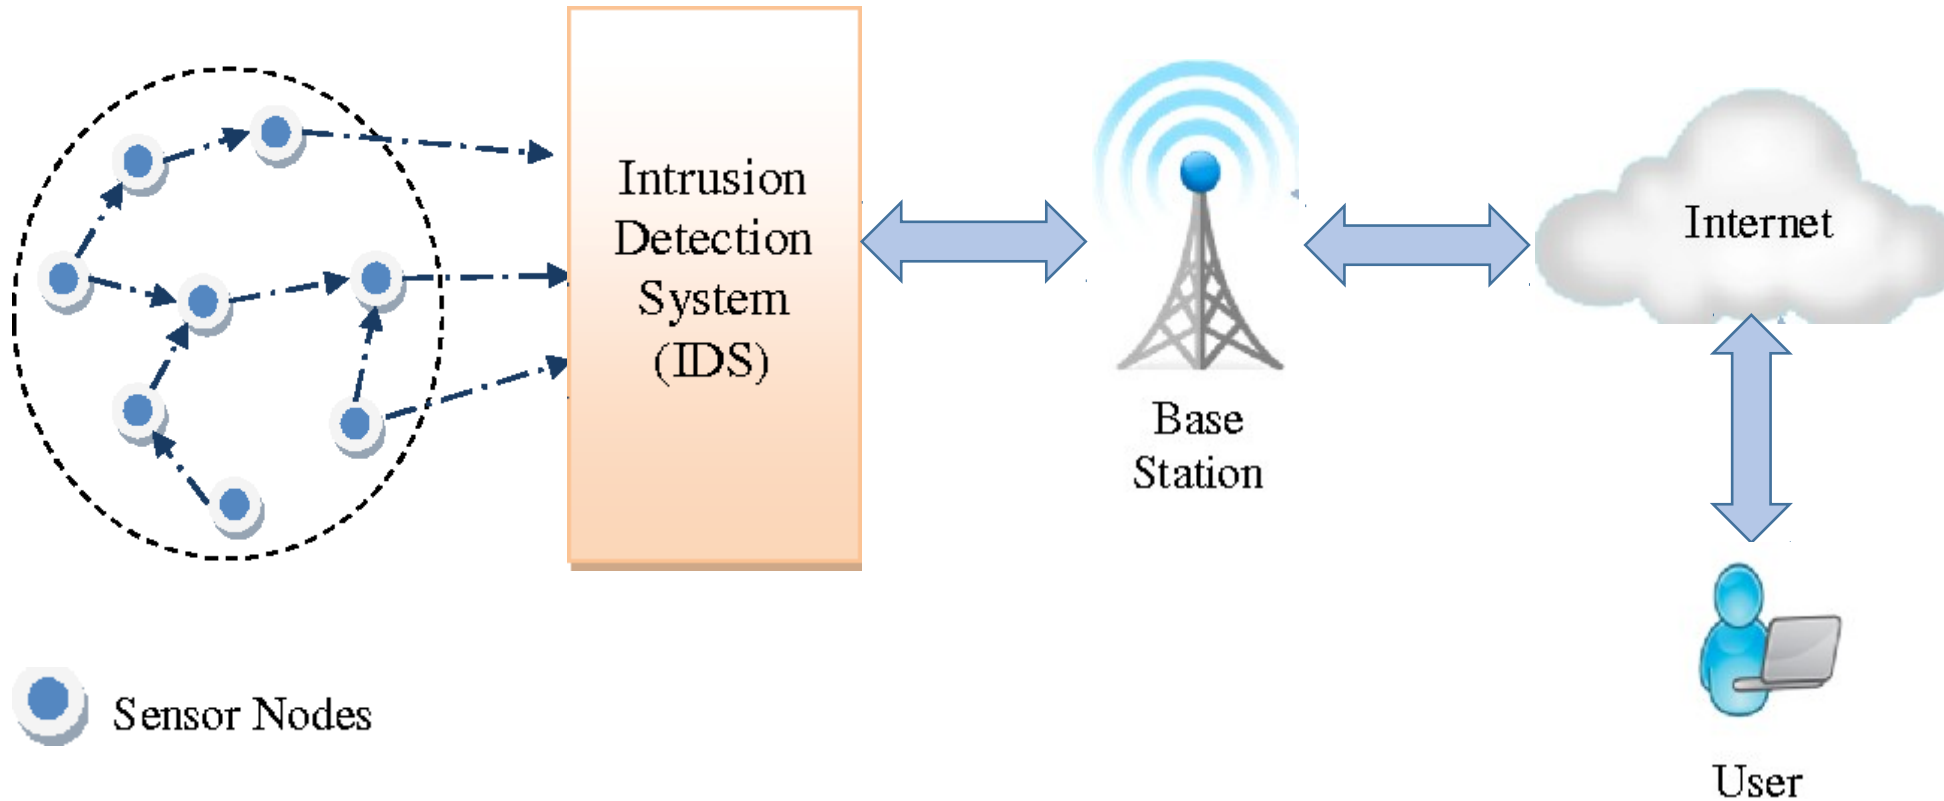 Intrusion
Detection
System
(IDS)
Base
Station
Internet
Sensor Nodes
User